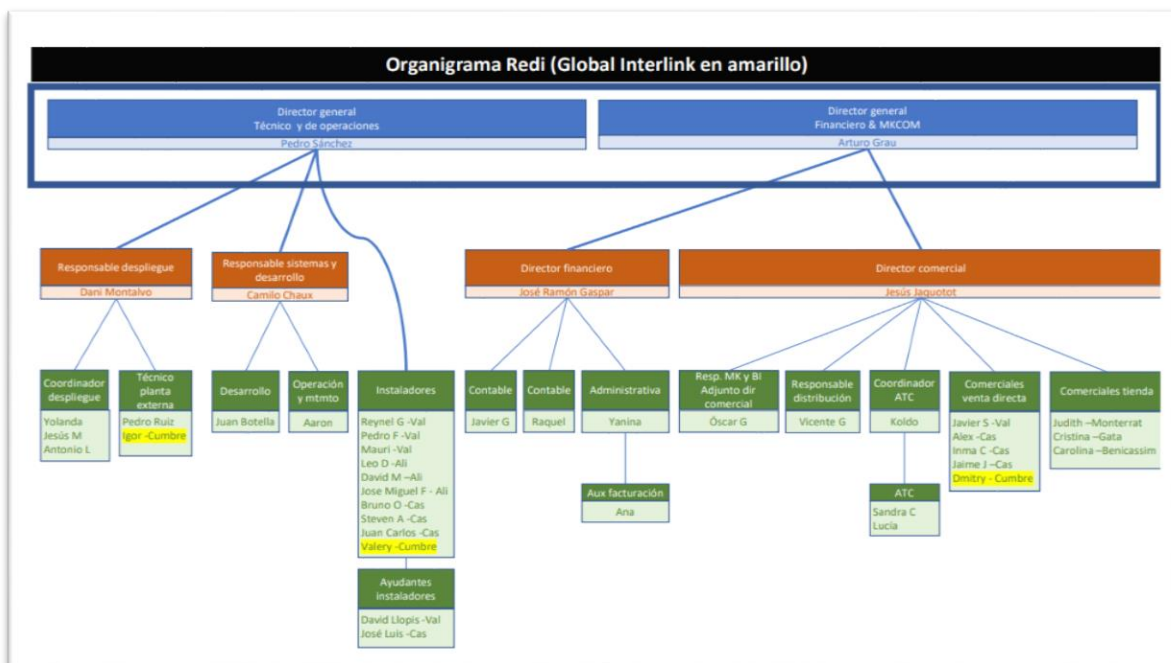 Organigrama Redi (Global Interlink en amarillo)
Director general
Técnico y de operaciones
Pedro Sánchez
Director general
Financiero & MKCOM
Arturo Grau
Responsable despliegue
Dani Montalvo
Responsable sistemas y
desarrollo
Camilo Chaux
Director financiero
José Ramón Gaspar
Director comercial
Jesús Jaquotot
Coordinador
despliegue
Yolanda
Jesús M
Antonio L
Técnico
planta
externa
Pedro Ruiz
Igor -Cumbre
Desarrollo
Juan Botella
Operación
y mtmto
Aaron
Instaladores
Reynel G -Val
Pedro F -Val
Mauri -Val
Leo D -Ali
David M –Ali
Jose Miguel F - Ali
Bruno O -Cas
Steven A -Cas
Juan Carlos -Cas
Valery -Cumbre
Ayudantes
instaladores
David Llopis -Val
José Luis -Cas
Contable
Javier G
Contable
Raquel
Administrativa
Yanina
Aux facturación
Ana
Resp. MK y BI
Adjunto dir
comercial
Óscar G
Responsable
distribución
Vicente G
Coordinador
ATC
Koldo
ATC
Sandra C
Lucía
Comerciales
venta directa
Javier S -Val
Alex -Cas
Inma C -Cas
Jaime J –Cas
Dmitry - Cumbre
Comerciales tienda
Judith –Monterrat
Cristina –Gata
Carolina –Benicassim